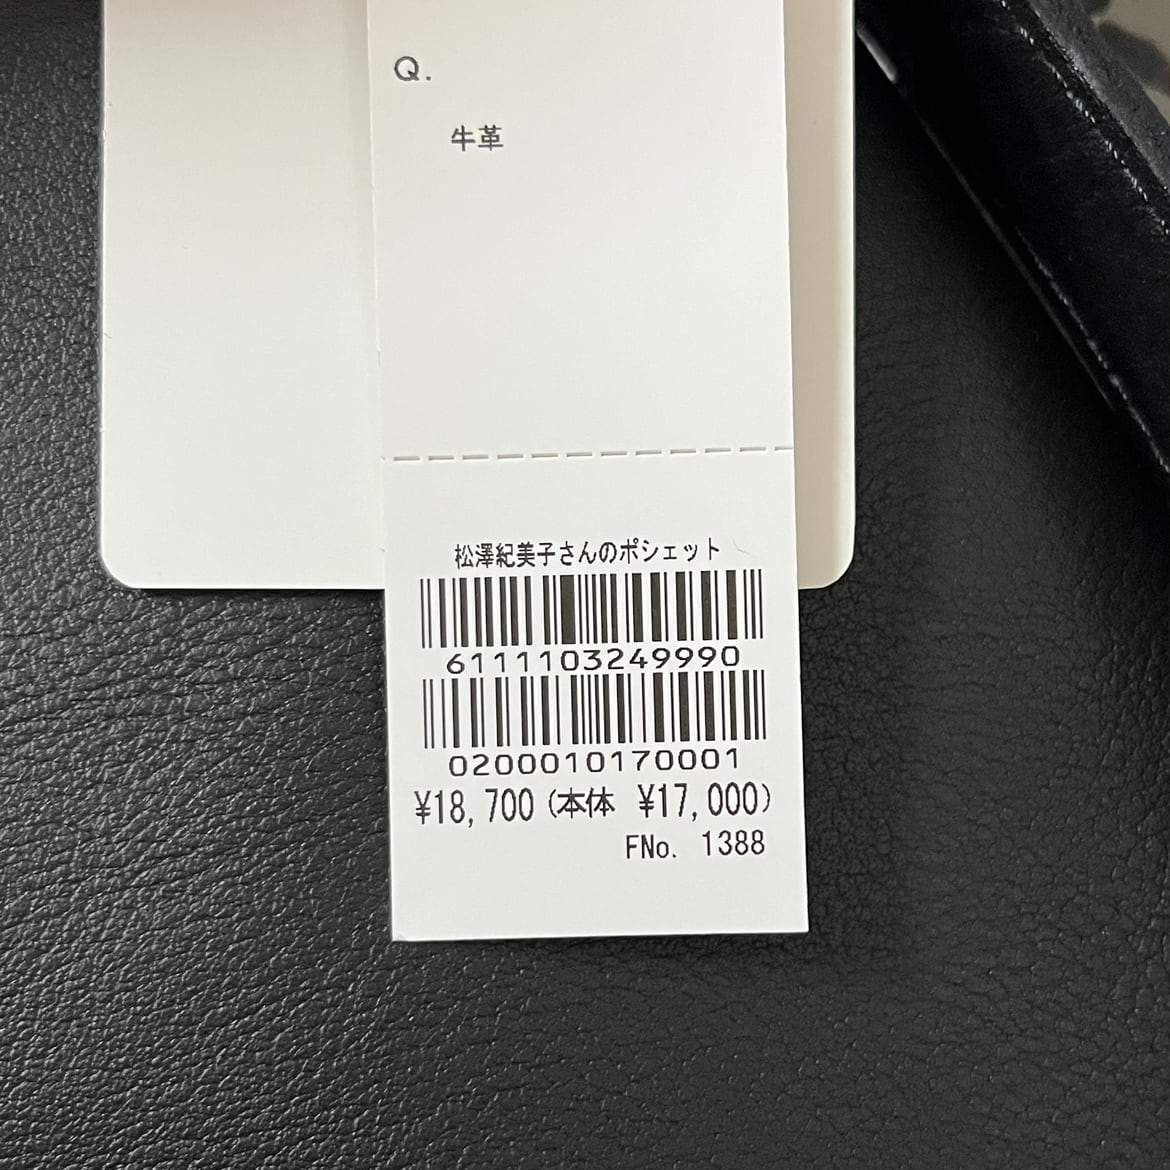 Q.
牛革
松澤紀美子さんのポシェット
6111103249990
0200010170001
¥18,700(本体 ¥17,000)
FNo. 1388